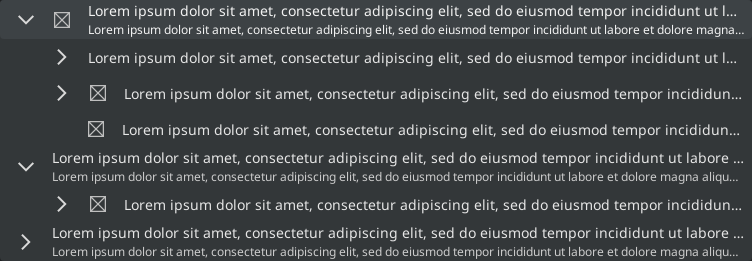 Lorem ipsum dolor sit amet, consectetur adipiscing elit, sed do eiusmod tempor incididunt ut l...
Lorem ipsum dolor sit amet, consectetur adipiscing elit, sed do eiusmod tempor incididunt ut labore et dolore magna...
Lorem ipsum dolor sit amet, consectetur adipiscing elit, sed do eiusmod tempor incididunt ut l...
Lorem ipsum dolor sit amet, consectetur adipiscing elit, sed do eiusmod tempor incididun...
Lorem ipsum dolor sit amet, consectetur adipiscing elit, sed do eiusmod tempor incididun...
Lorem ipsum dolor sit amet, consectetur adipiscing elit, sed do eiusmod tempor incididunt ut labore ...
Lorem ipsum dolor sit amet, consectetur adipiscing elit, sed do eiusmod tempor incididunt ut labore et dolore magna aliqu...
Lorem ipsum dolor sit amet, consectetur adipiscing elit, sed do eiusmod tempor incididun...
Lorem ipsum dolor sit amet, consectetur adipiscing elit, sed do eiusmod tempor incididunt ut labore ...
Lorem ipsum dolor sit amet, consectetur adipiscing elit, sed do eiusmod tempor incididunt ut labore et dolore magna aliqu...